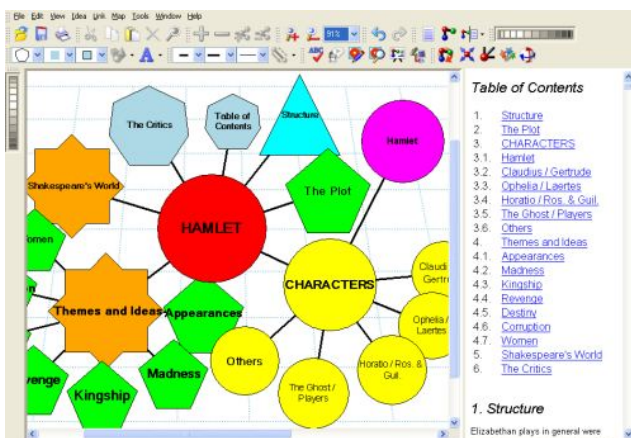 File Edit View Idea Link Map Tools Window Help
91%
The Critics
Table of
Contents
Structure
Hamlet
Shakespeare's World
The Plot
HAMLET
CHARACTERS
Themes and Ideas
Appearances
Others
The Ghost /
Players
Horatio / Ros. &
Guil.
Ophelia /
Laertes
Madness
Kingship
Table of Contents
1. Structure
2. The Plot
3. CHARACTERS
3.1. Hamlet
3.2. Claudius / Gertrude
3.3. Ophelia / Laertes
3.4. Horatio / Ros. & Guil.
3.5. The Ghost / Players
3.6. Others
4. Themes and Ideas
4.1. Appearances
4.2. Madness
4.3. Kingship
4.4. Revenge
4.5. Destiny
4.6. Corruption
4.7. Women
5. Shakespeare's World
6. The Critics
1. Structure
Elizabethan plays in general were